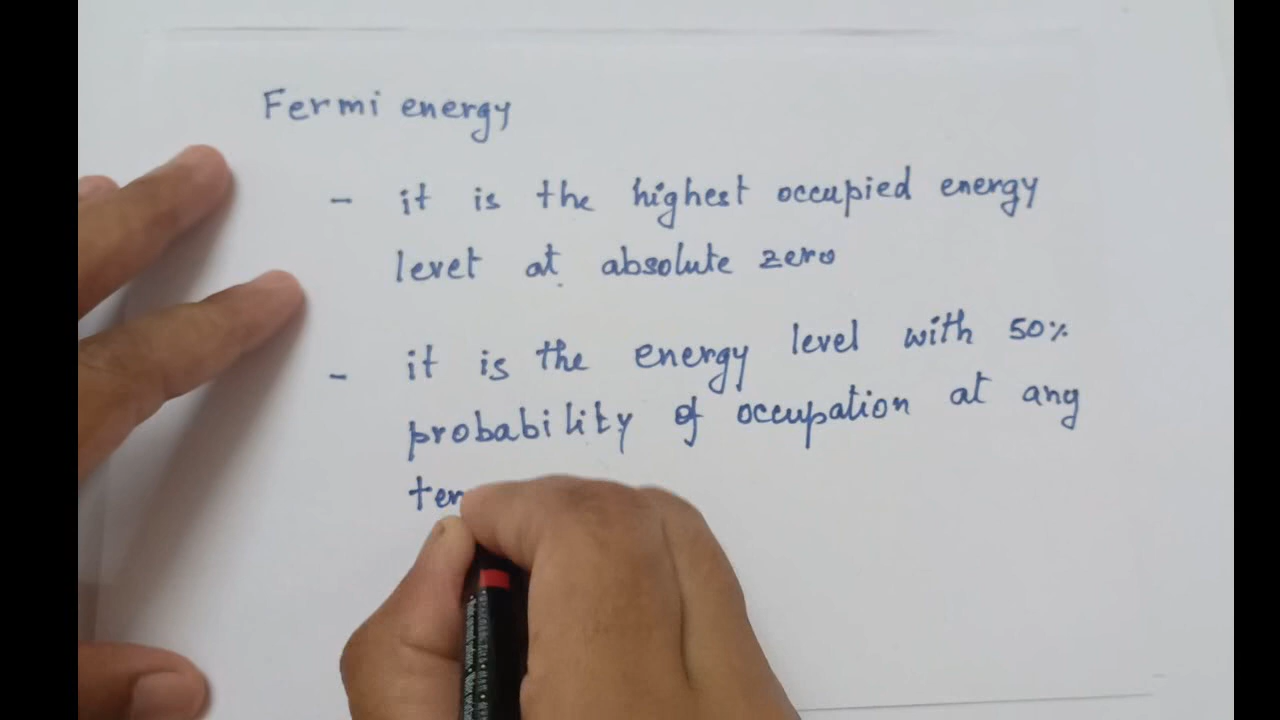 Fermi energy
- it is the highest occupied energy
level at absolute zero
- it is the energy level with 50%
probability of occupation at any